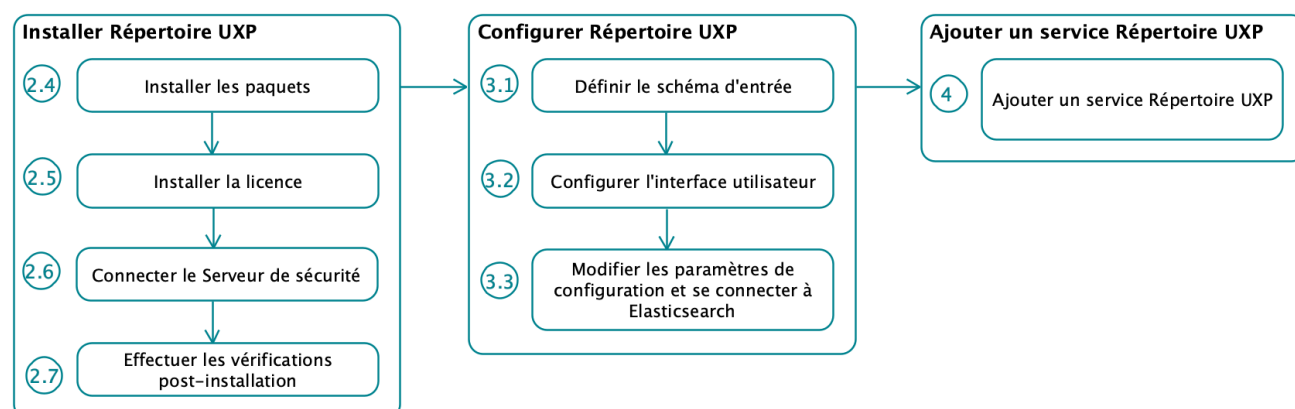 Installer Répertoire UXP
2.4
Installer les paquets
2.5
Installer la licence
2.6
Connecter le Serveur de sécurité
2.7
Effectuer les vérifications
post-installation
Configurer Répertoire UXP
3.1
Définir le schéma d'entrée
3.2
Configurer l'interface utilisateur
3.3
Modifier les paramètres de
configuration et se connecter à
Elasticsearch
Ajouter un service Répertoire UXP
4
Ajouter un service Répertoire UXP